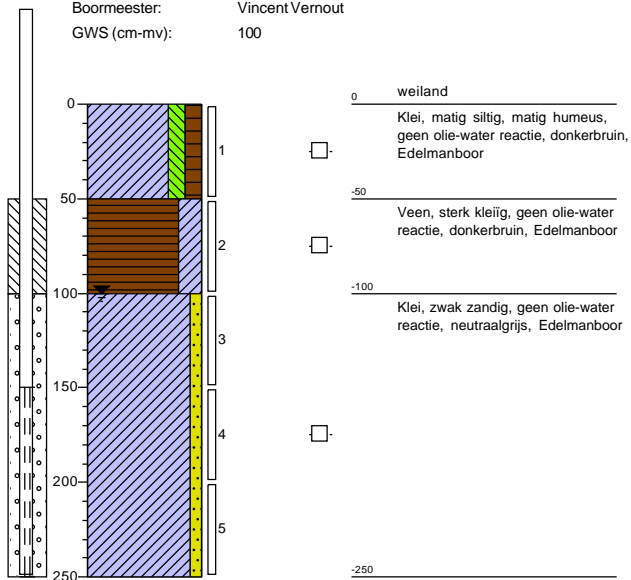 Boormeester: Vincent Vernout
GWS (cm-mv): 100
0
50
100
150
200
250
1
2
3
4
5
0 weiland
Klei, matig siltig, matig humeus,
geen olie-water reactie, donkerbruin,
Edelmanboor
-50
Veen, sterk kleiïg, geen olie-water
reactie, donkerbruin, Edelmanboor
-100
Klei, zwak zandig, geen olie-water
reactie, neutraalgrijs, Edelmanboor
-250